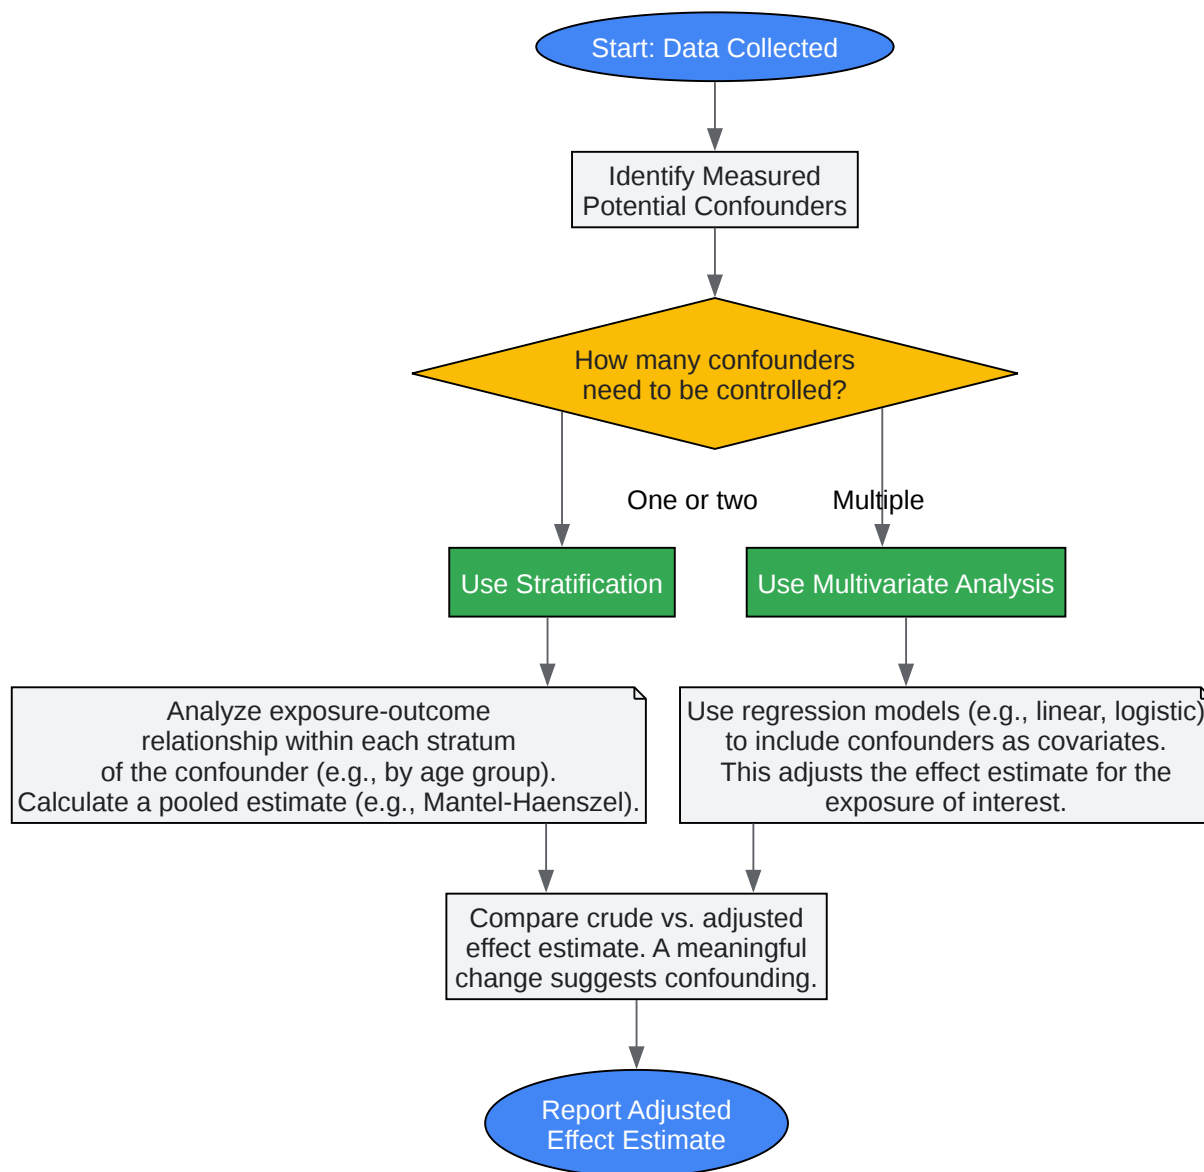 Start: Data Collected
Identify Measured
Potential Confounders
How many confounders
need to be controlled?
One or two
Multiple
Use Stratification
Use Multivariate Analysis
Analyze exposure-outcome
relationship within each stratum
of the confounder (e.g., by age group).
Calculate a pooled estimate (e.g., Mantel-Haenszel).
Use regression models (e.g., linear, logistic)
to include confounders as covariates.
This adjusts the effect estimate for the
exposure of interest.
Compare crude vs. adjusted
effect estimate. A meaningful
change suggests confounding.
Report Adjusted
Effect Estimate